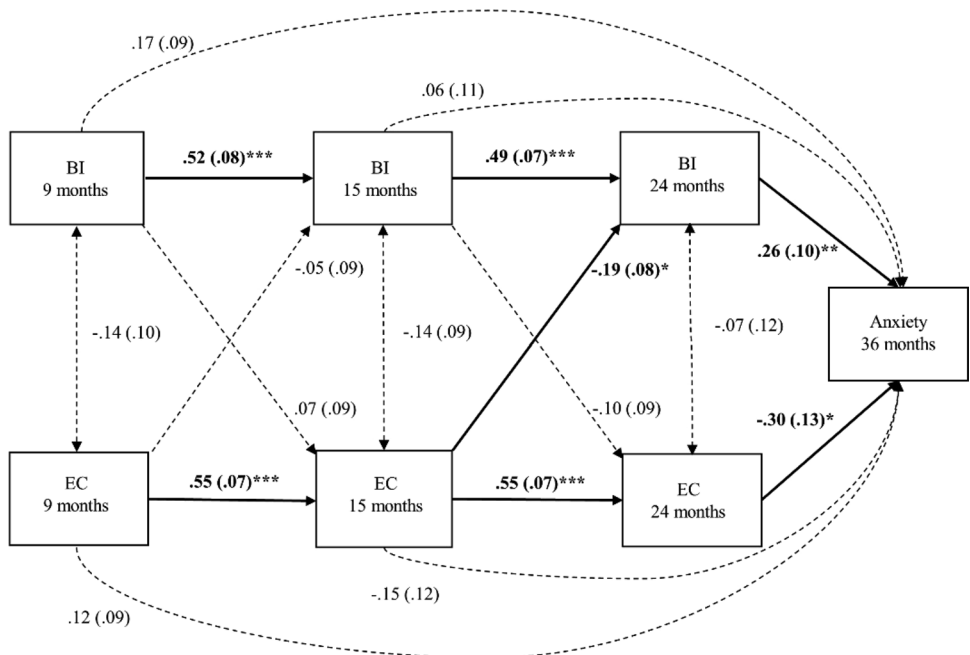 .17 (.09)
.06 (.11)
BI
9 months
.52 (.08)***
BI
15 months
.49 (.07)***
BI
24 months
.26 (.10)**
-.05 (.09)
-.19 (.08)*
-.14 (.10)
-.14 (.09)
-.07 (.12)
Anxiety
36 months
.07 (.09)
-.10 (.09)
-.30 (.13)*
EC
9 months
.55 (.07)***
EC
15 months
.55 (.07)***
EC
24 months
-.15 (.12)
.12 (.09)